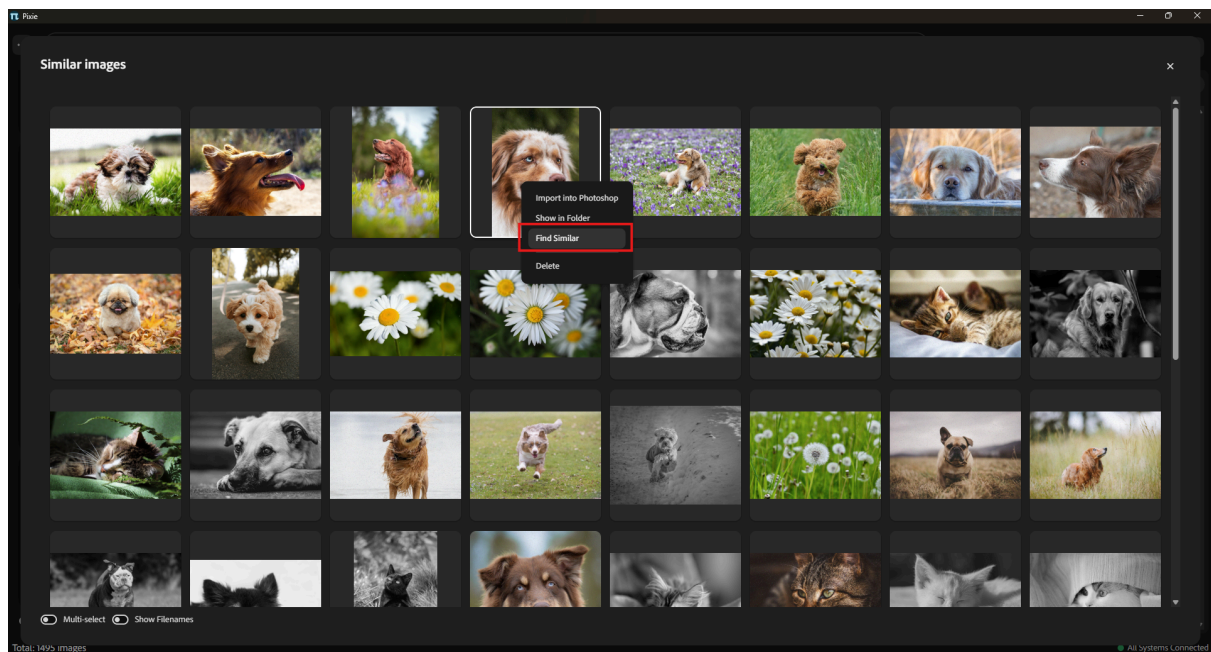 Pixie
Similar images
Import into Photoshop
Show in Folder
Find Similar
Delete
Multi-select
Show Filenames
Total: 1495 images
All Systems Connected